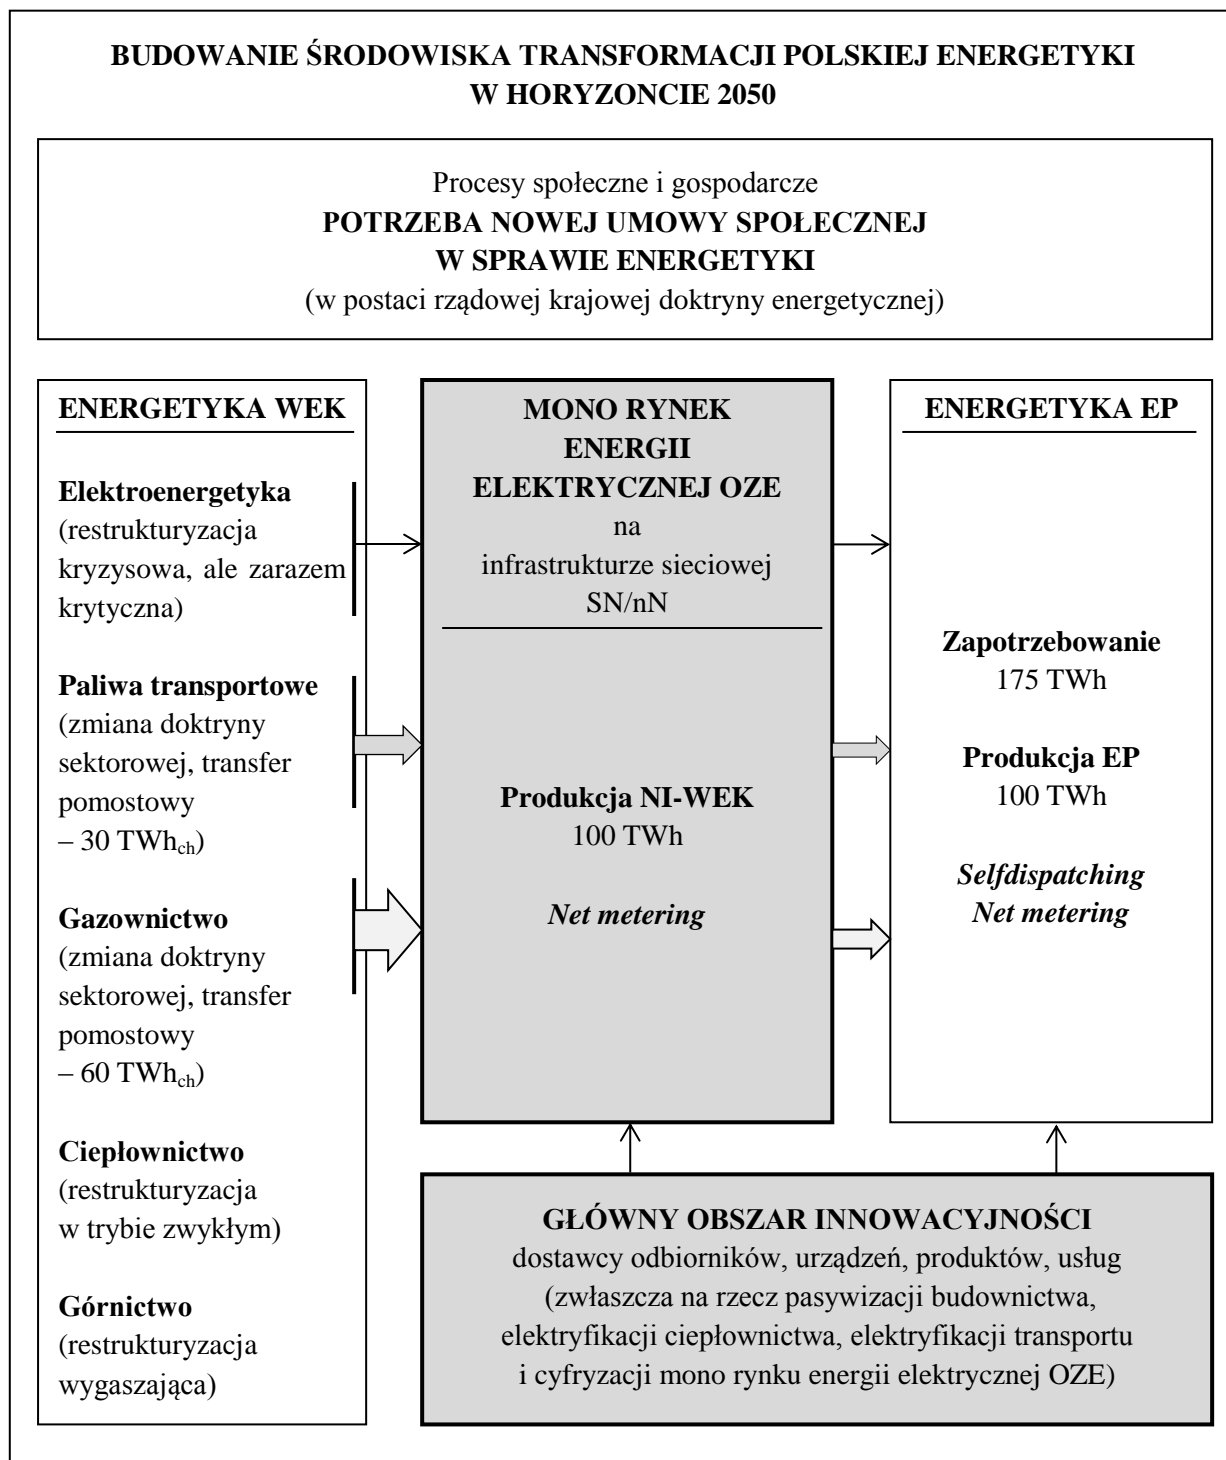 BUDOWANIE ŚRODOWISKA TRANSFORMACJI POLSKIEJ ENERGETYKI
W HORYZONCIE 2050
Procesy społeczne i gospodarcze
POTRZEBA NOWEJ UMOWY SPOŁECZNEJ
W SPRAWIE ENERGETYKI
(w postaci rządowej krajowej doktryny energetycznej)
ENERGETYKA WEK
Elektroenergetyka
(restrukturyzacja
kryzysowa, ale zarazem
krytyczna)
Paliwa transportowe
(zmiana doktryny
sektorowej, transfer
pomostowy
– 30 TWh_ch)
Gazownictwo
(zmiana doktryny
sektorowej, transfer
pomostowy
– 60 TWh_ch)
Ciepłownictwo
(restrukturyzacja
w trybie zwykłym)
Górnictwo
(restrukturyzacja
wygaszająca)
MONO RYNEK
ENERGII
ELEKTRYCZNEJ OZE
na
infrastrukturze sieciowej
SN/nN
Produkcja NI-WEK
100 TWh
Net metering
ENERGETYKA EP
Zapotrzebowanie
175 TWh
Produkcja EP
100 TWh
Selfdispatching
Net metering
GŁÓWNY OBSZAR INNOWACYJNOŚCI
dostawcy odbiorników, urządzeń, produktów, usług
(zwłaszcza na rzecz pasywizacji budownictwa,
elektryfikacji ciepłownictwa, elektryfikacji transportu
i cyfryzacji mono rynku energii elektrycznej OZE)